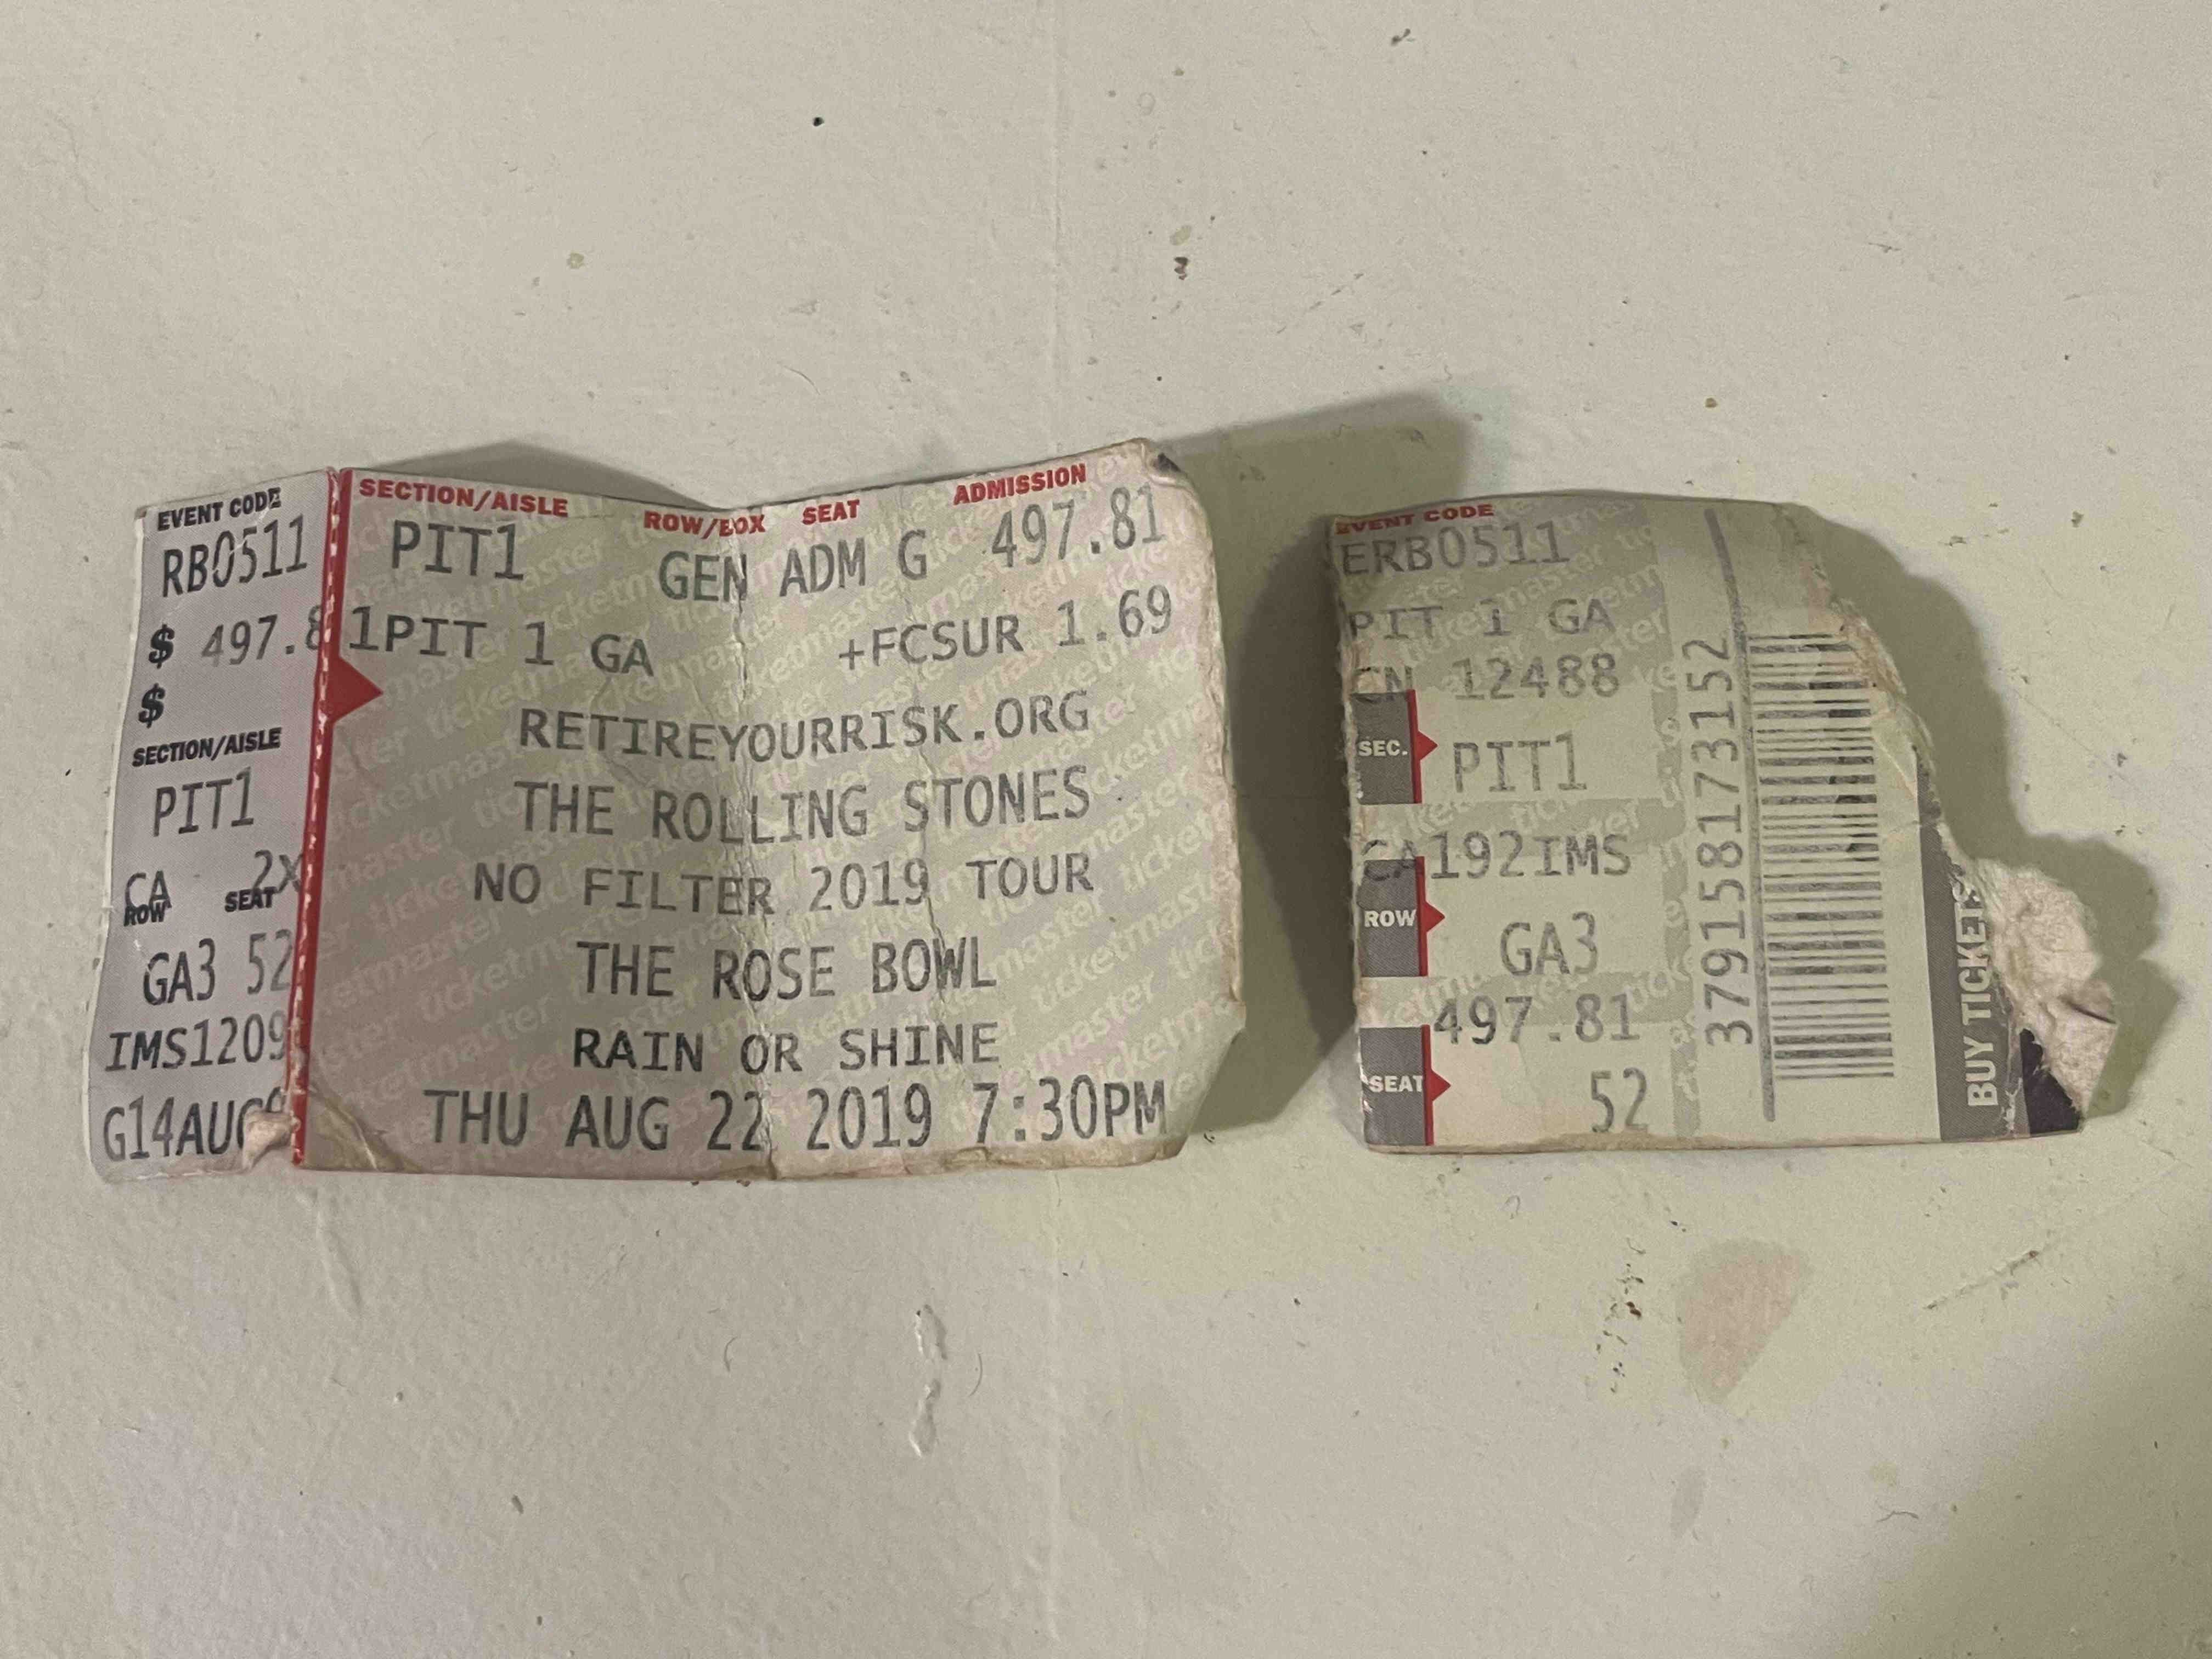 EVENT CODE
RB0511
$ 497.81
$
SECTION/AISLE
PIT1
CA 2X
ROW SEAT
GA3 52
IMS1209
SECTION/AISLE ROW/BOX SEAT ADMISSION
PIT1 GEN ADM G 497.81
PIT 1 GA +FCSUR 1.69
RETIREYOURRISK.ORG
THE ROLLING STONES
NO FILTER 2019 TOUR
THE ROSE BOWL
RAIN OR SHINE
THU AUG 22 2019 7:30PM
EVENT CODE
ERB0511
PIT 1 GA
CN 12488
SEC. PIT1
CA192IMS
ROW GA3
497.81
SEAT 52
379158173152
BUY TICKETS